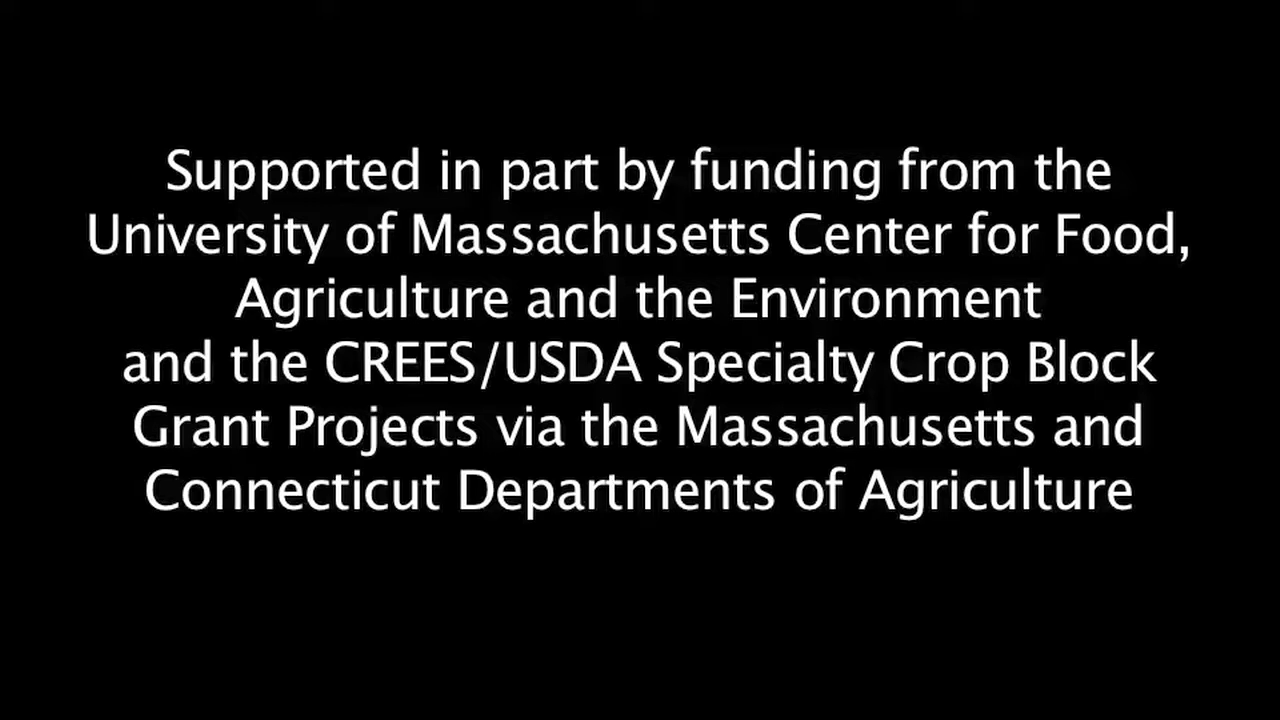 Supported in part by funding from the
University of Massachusetts Center for Food,
Agriculture and the Environment
and the CREES/USDA Specialty Crop Block
Grant Projects via the Massachusetts and
Connecticut Departments of Agriculture